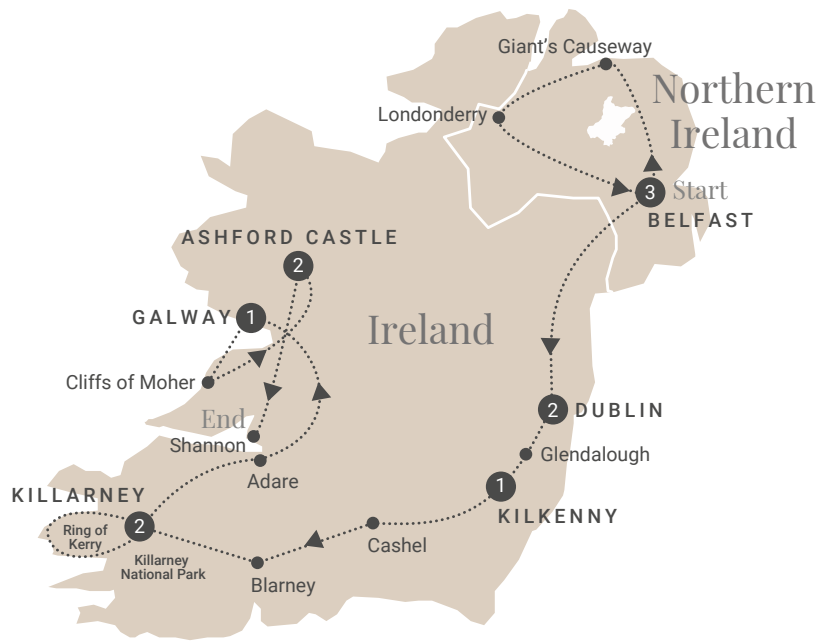 Giant’s Causeway
Northern
Ireland
Londonderry
3
Start
BELFAST
ASHFORD CASTLE
2
GALWAY
1
Ireland
Cliffs of Moher
End
Shannon
2
DUBLIN
Glendalough
Adare
1
KILKENNY
KILLARNEY
2
Ring of
Kerry
Killarney
National Park
Cashel
Blarney